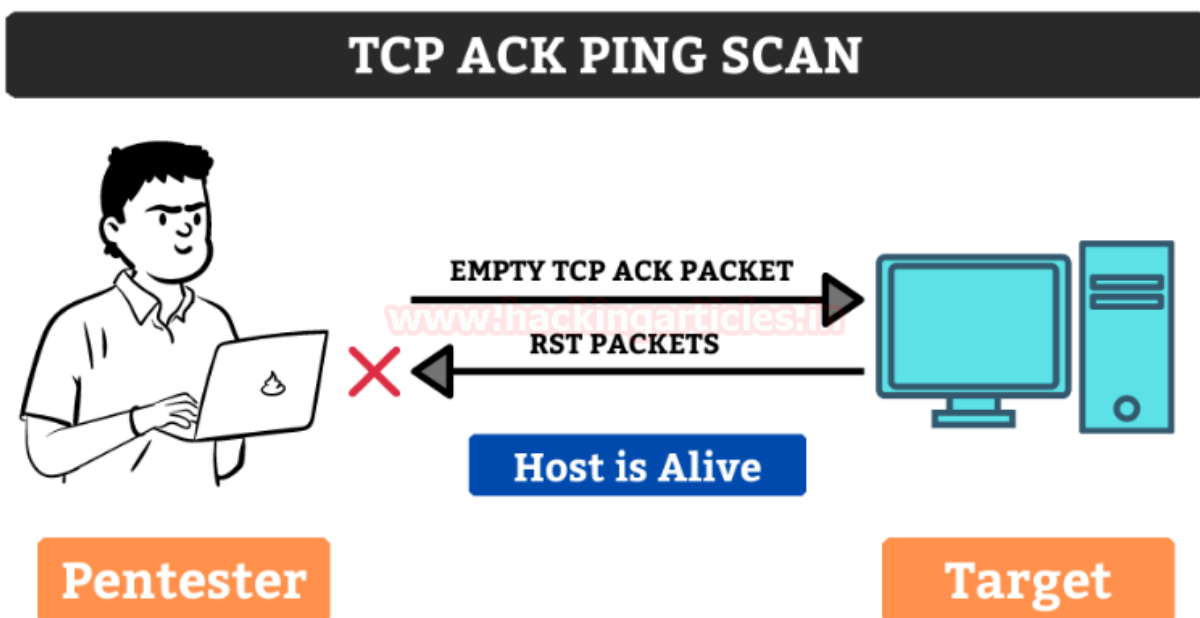 TCP ACK PING SCAN
EMPTY TCP ACK PACKET
www.hackingarticles.in
RST PACKETS
Host is Alive
Pentester
Target